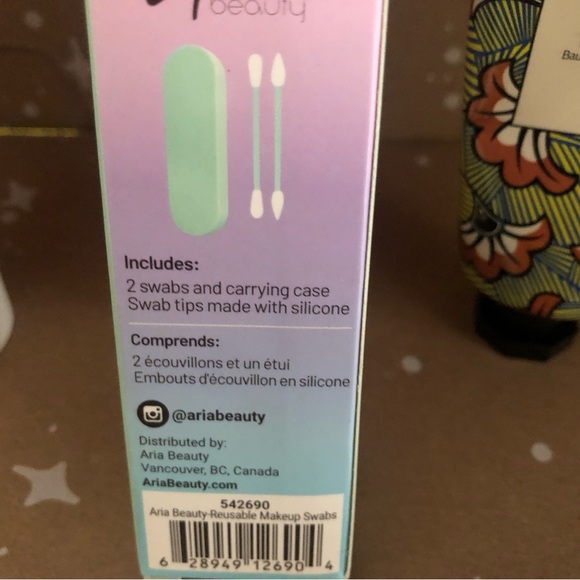 beauty
Includes:
2 swabs and carrying case
Swab tips made with silicone
Comprends:
2 écouvillons et un étui
Embouts d'écouvillon en silicone
@ariabeauty
Distributed by:
Aria Beauty
Vancouver, BC, Canada
AriaBeauty.com
542690
Aria Beauty-Reusable Makeup Swabs
6 28949 12690 4